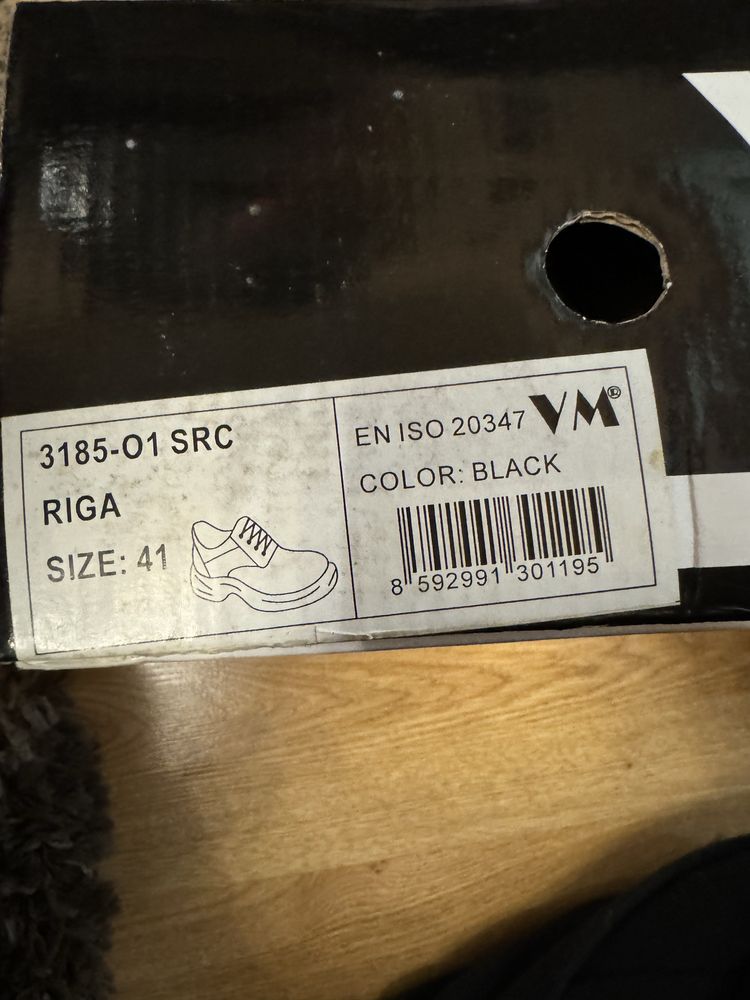 3185-O1 SRC
RIGA
SIZE: 41
EN ISO 20347 VM®
COLOR: BLACK
8 592991 301195